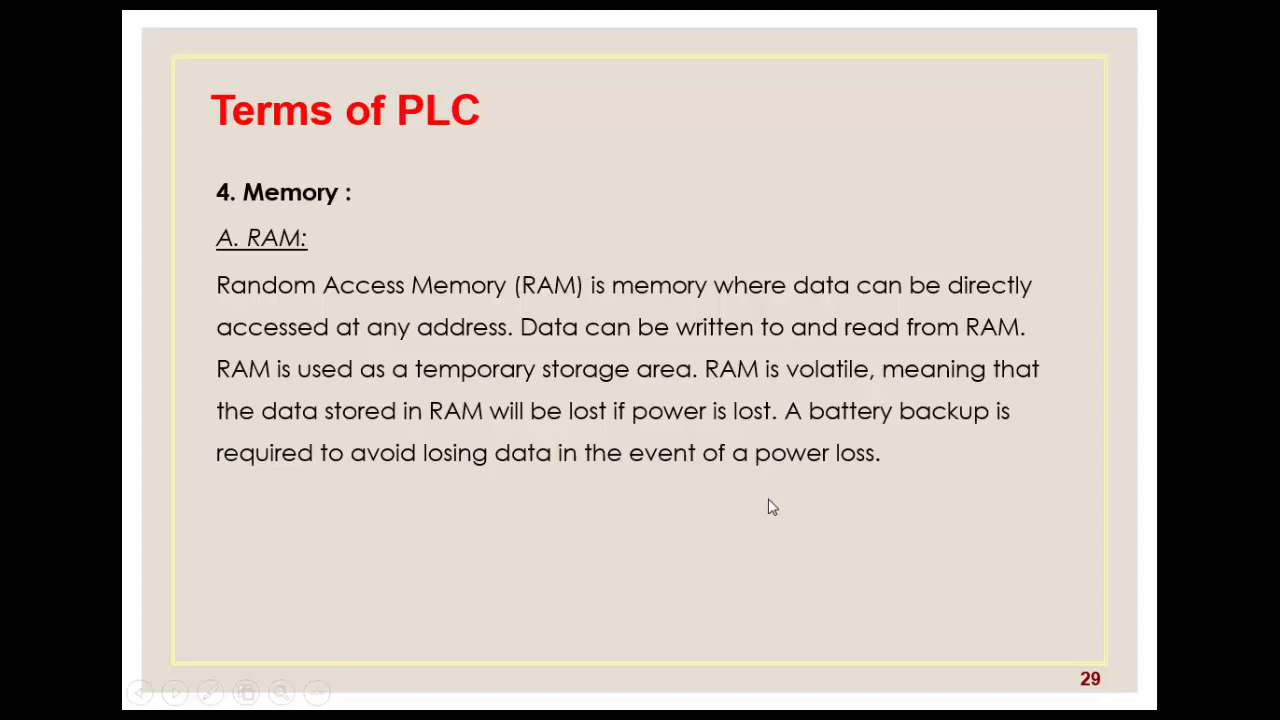 Terms of PLC
4. Memory :
A. RAM:
Random Access Memory (RAM) is memory where data can be directly
accessed at any address. Data can be written to and read from RAM.
RAM is used as a temporary storage area. RAM is volatile, meaning that
the data stored in RAM will be lost if power is lost. A battery backup is
required to avoid losing data in the event of a power loss.
29